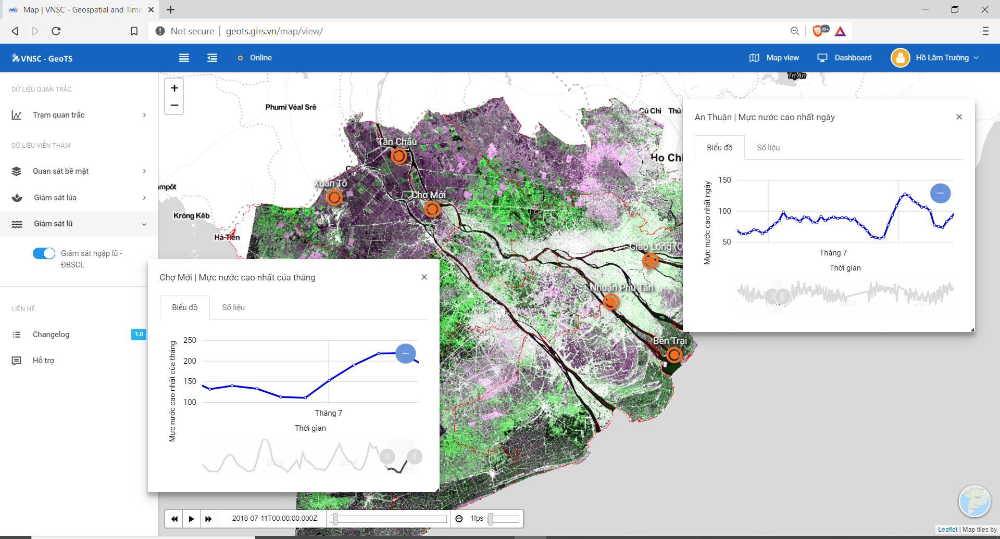 Map | VNSC - Geospatial and Time
Not secure | geots.girs.vn/map/view/
99+
VNSC - GeoTS
Online
Map view
Dashboard
Hồ Lâm Trường
DỮ LIỆU QUAN TRẮC
Trạm quan trắc
DỮ LIỆU VIỄN THÁM
Quan sát bề mặt
Giám sát lúa
Giám sát lũ
Giám sát ngập lũ -
ĐBSCL
LIÊN HỆ
Changelog
1.0
Hỗ trợ
+
−
Trị An
Phumĭ Véal Srê
Củ Chi
Thủ
Tân Châu
Ho Chi
Xuân Tô
Chợ Mới
mpôt
Krŏng Kêb
Hà Tiên
Giao Long (
Nhuận Phú Tân
Bến Trại
An Thuận | Mực nước cao nhất ngày
Biểu đồ
Số liệu
Mực nước cao nhất ngày
150
100
50
Tháng 7
Thời gian
2016
Chợ Mới | Mực nước cao nhất của tháng
Biểu đồ
Số liệu
Mực nước cao nhất của tháng
250
200
150
100
Tháng 7
Thời gian
2012
2014
2018-07-11T00:00:00.000Z
1fps
Leaflet | Map tiles by